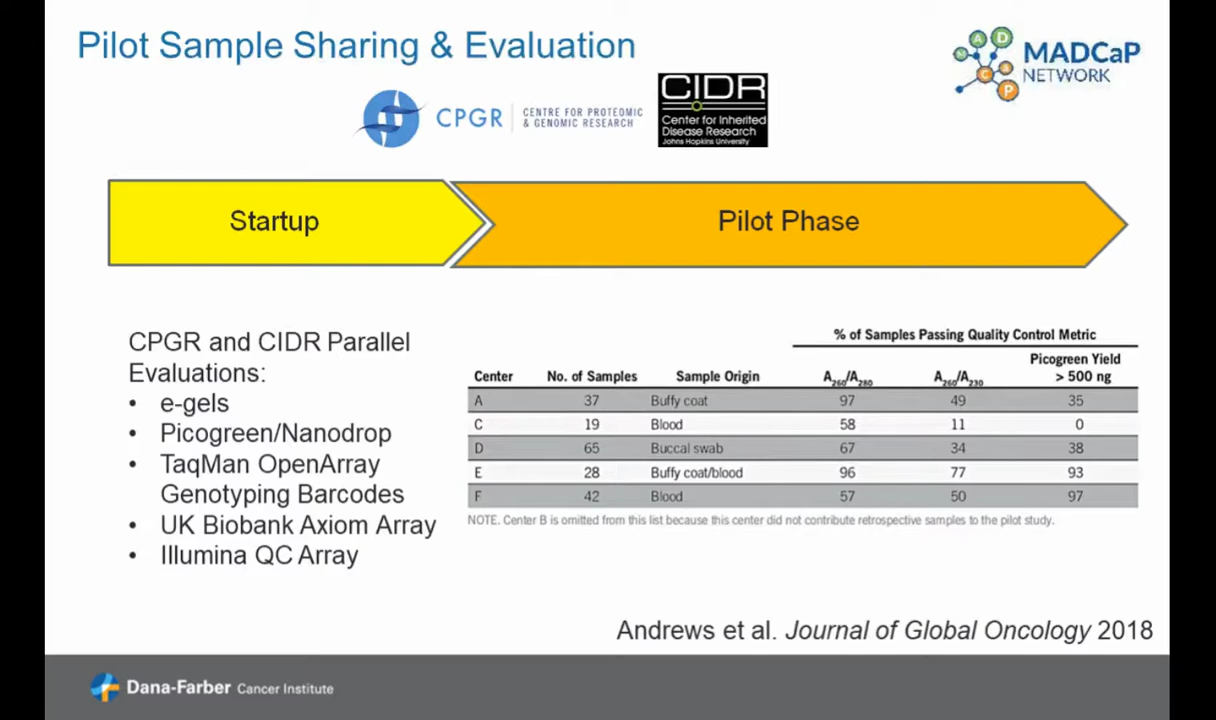 Pilot Sample Sharing & Evaluation
MADCaP
NETWORK
M A D C a P
CPGR
CENTRE FOR PROTEOMIC
& GENOMIC RESEARCH
CIDR
Center for Inherited
Disease Research
Johns Hopkins University
Startup
Pilot Phase
CPGR and CIDR Parallel
Evaluations:
• e-gels
• Picogreen/Nanodrop
• TaqMan OpenArray
Genotyping Barcodes
• UK Biobank Axiom Array
• Illumina QC Array
% of Samples Passing Quality Control Metric
Picogreen Yield
Center No. of Samples Sample Origin A260/A280 A260/A230 > 500 ng
A 37 Buffy coat 97 49 35
C 19 Blood 58 11 0
D 65 Buccal swab 67 34 38
E 28 Buffy coat/blood 96 77 93
F 42 Blood 57 50 97
NOTE. Center B is omitted from this list because this center did not contribute retrospective samples to the pilot study.
Andrews et al. Journal of Global Oncology 2018
Dana-Farber Cancer Institute